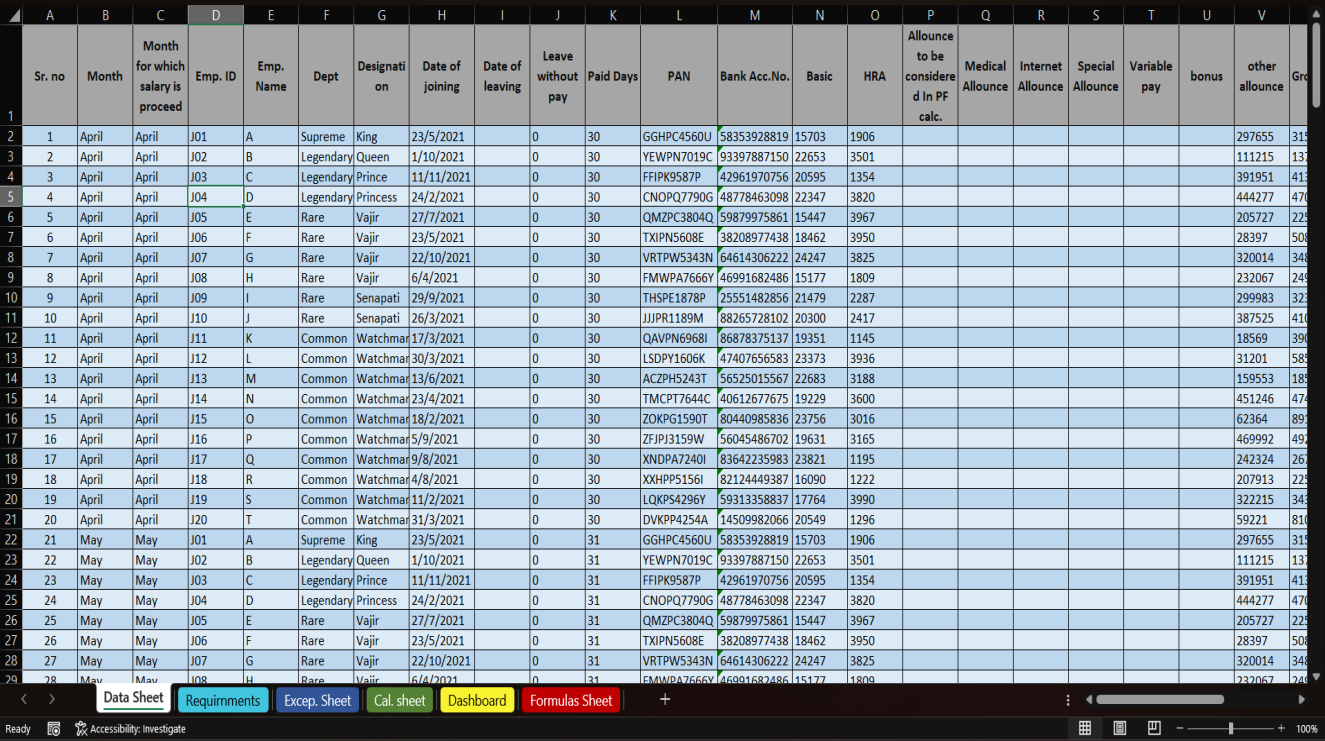 A B C D E F G H I J K L M N O P Q R S T U V
1 Sr. no Month Month for which salary is proceed Emp. ID Emp. Name Dept Designati on Date of joining Date of leaving Leave without pay Paid Days PAN Bank Acc.No. Basic HRA Allounce to be considere d In PF calc. Medical Allounce Internet Allounce Special Allounce Variable pay bonus other allounce Gro
2 1 April April J01 A Supreme King 23/5/2021 0 30 GGHPC4560U 58353928819 15703 1906 297655 315
3 2 April April J02 B Legendary Queen 1/10/2021 0 30 YEWPN7019C 93397887150 22653 3501 111215 137
4 3 April April J03 C Legendary Prince 11/11/2021 0 30 FFIPK9587P 42961970756 20595 1354 391951 413
5 4 April April J04 D Legendary Princess 24/2/2021 0 30 CNOPQ7790G 48778463098 22347 3820 444277 470
6 5 April April J05 E Rare Vajir 27/7/2021 0 30 QMZPC3804Q 59879975861 15447 3967 205727 225
7 6 April April J06 F Rare Vajir 23/5/2021 0 30 TXIPN5608E 38208977438 18462 3950 28397 508
8 7 April April J07 G Rare Vajir 22/10/2021 0 30 VRTPW5343N 64614306222 24247 3825 320014 348
9 8 April April J08 H Rare Vajir 6/4/2021 0 30 FMWPA7666Y 46991682486 15177 1809 232067 249
10 9 April April J09 I Rare Senapati 29/9/2021 0 30 THSPE1878P 25551482856 21479 2287 299983 323
11 10 April April J10 J Rare Senapati 26/3/2021 0 30 JJJPR1189M 88265728102 20300 2417 387525 410
12 11 April April J11 K Common Watchmar 17/3/2021 0 30 QAVPN6968I 86878375137 19351 1145 18569 390
13 12 April April J12 L Common Watchmar 30/3/2021 0 30 LSDPY1606K 47407656583 23373 3936 31201 585
14 13 April April J13 M Common Watchmar 13/6/2021 0 30 ACZPH5243T 56525015567 22683 3188 159553 185
15 14 April April J14 N Common Watchmar 23/4/2021 0 30 TMCPT7644C 40612677675 19229 3600 451246 474
16 15 April April J15 O Common Watchmar 18/2/2021 0 30 ZOKPG1590T 80440985836 23756 3016 62364 891
17 16 April April J16 P Common Watchmar 5/9/2021 0 30 ZFJPJ3159W 56045486702 19631 3165 469992 492
18 17 April April J17 Q Common Watchmar 9/8/2021 0 30 XNDPA7240I 83642235983 23821 1195 242324 267
19 18 April April J18 R Common Watchmar 4/8/2021 0 30 XXHPP5156I 82124449387 16090 1222 207913 225
20 19 April April J19 S Common Watchmar 11/2/2021 0 30 LQKPS4296Y 59313358837 17764 3990 322215 343
21 20 April April J20 T Common Watchmar 31/3/2021 0 30 DVKPP4254A 14509982066 20549 1296 59221 810
22 21 May May J01 A Supreme King 23/5/2021 0 31 GGHPC4560U 58353928819 15703 1906 297655 315
23 22 May May J02 B Legendary Queen 1/10/2021 0 31 YEWPN7019C 93397887150 22653 3501 111215 137
24 23 May May J03 C Legendary Prince 11/11/2021 0 31 FFIPK9587P 42961970756 20595 1354 391951 413
25 24 May May J04 D Legendary Princess 24/2/2021 0 31 CNOPQ7790G 48778463098 22347 3820 444277 470
26 25 May May J05 E Rare Vajir 27/7/2021 0 31 QMZPC3804Q 59879975861 15447 3967 205727 225
27 26 May May J06 F Rare Vajir 23/5/2021 0 31 TXIPN5608E 38208977438 18462 3950 28397 508
28 27 May May J07 G Rare Vajir 22/10/2021 0 31 VRTPW5343N 64614306222 24247 3825 320014 348
29 28 May May J08 H Rare Vajir 6/4/2021 0 31 FMWPA7666Y 46991682486 15177 1809 232067 249
Data Sheet Requirnments Excep. Sheet Cal. sheet Dashboard Formulas Sheet
Ready Accessibility: Investigate 100%